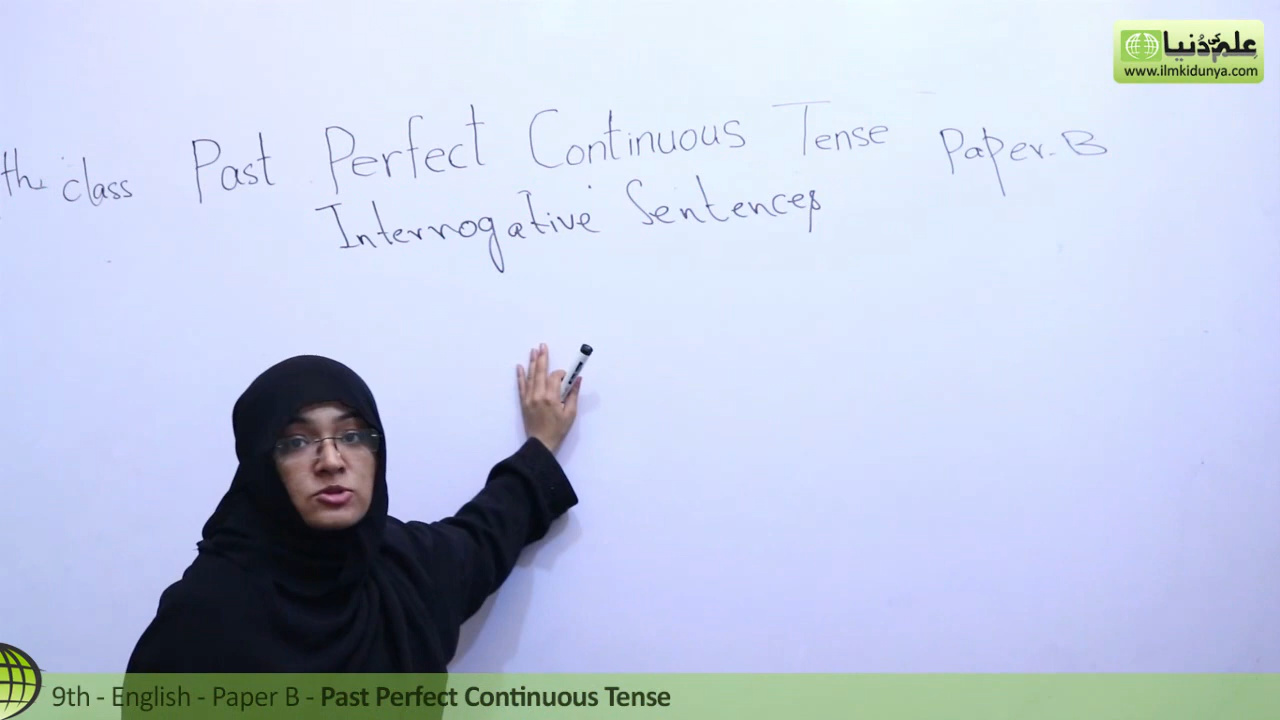 علم کی دُنیا
www.ilmkidunya.com
th class Past Perfect Continuous Tense Paper-B
Interrogative Sentences
9th - English - Paper B - Past Perfect Continuous Tense